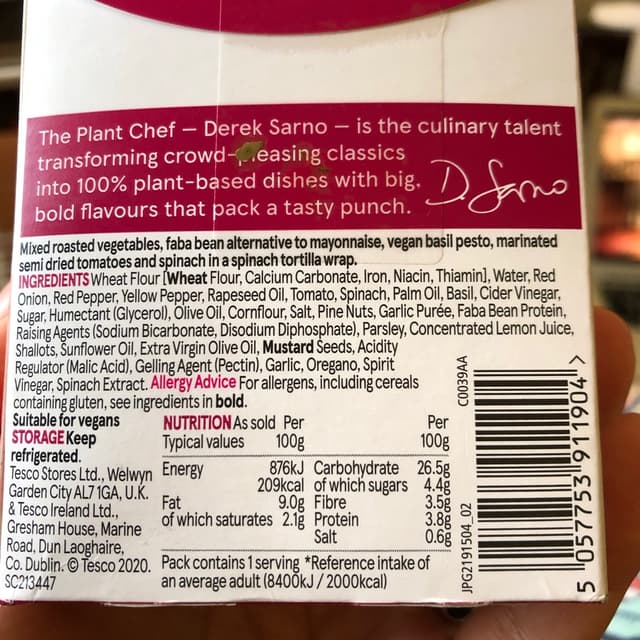 The Plant Chef – Derek Sarno – is the culinary talent
transforming crowd- classics
into 100% plant-based dishes with big,
bold flavours that pack a tasty punch.
D. Sarno
Mixed roasted vegetables, faba bean alternative to mayonnaise, vegan basil pesto, marinated
semi dried tomatoes and spinach in a spinach tortilla wrap.
INGREDIENTS Wheat Flour [Wheat Flour, Calcium Carbonate, Iron, Niacin, Thiamin], Water, Red
Onion, Red Pepper, Yellow Pepper, Rapeseed Oil, Tomato, Spinach, Palm Oil, Basil, Cider Vinegar,
Sugar, Humectant (Glycerol), Olive Oil, Cornflour, Salt, Pine Nuts, Garlic Purée, Faba Bean Protein,
Raising Agents (Sodium Bicarbonate, Disodium Diphosphate), Parsley, Concentrated Lemon Juice,
Shallots, Sunflower Oil, Extra Virgin Olive Oil, Mustard Seeds, Acidity
Regulator (Malic Acid), Gelling Agent (Pectin), Garlic, Oregano, Spirit
Vinegar, Spinach Extract. Allergy Advice For allergens, including cereals
containing gluten, see ingredients in bold.
Suitable for vegans
STORAGE Keep
refrigerated.
Tesco Stores Ltd., Welwyn
Garden City AL7 1GA, U.K.
& Tesco Ireland Ltd.,
Gresham House, Marine
Road, Dun Laoghaire,
Co. Dublin. © Tesco 2020.
SC213447
NUTRITION As sold Per Per
Typical values 100g 100g
Energy 876kJ Carbohydrate 26.5g
209kcal of which sugars 4.4g
Fat 9.0g Fibre 3.5g
of which saturates 2.1g Protein 3.8g
Salt 0.6g
Pack contains 1 serving *Reference intake of
an average adult (8400kJ / 2000kcal)
C0039AA
JPG2191504_02
5 057753 911904 >